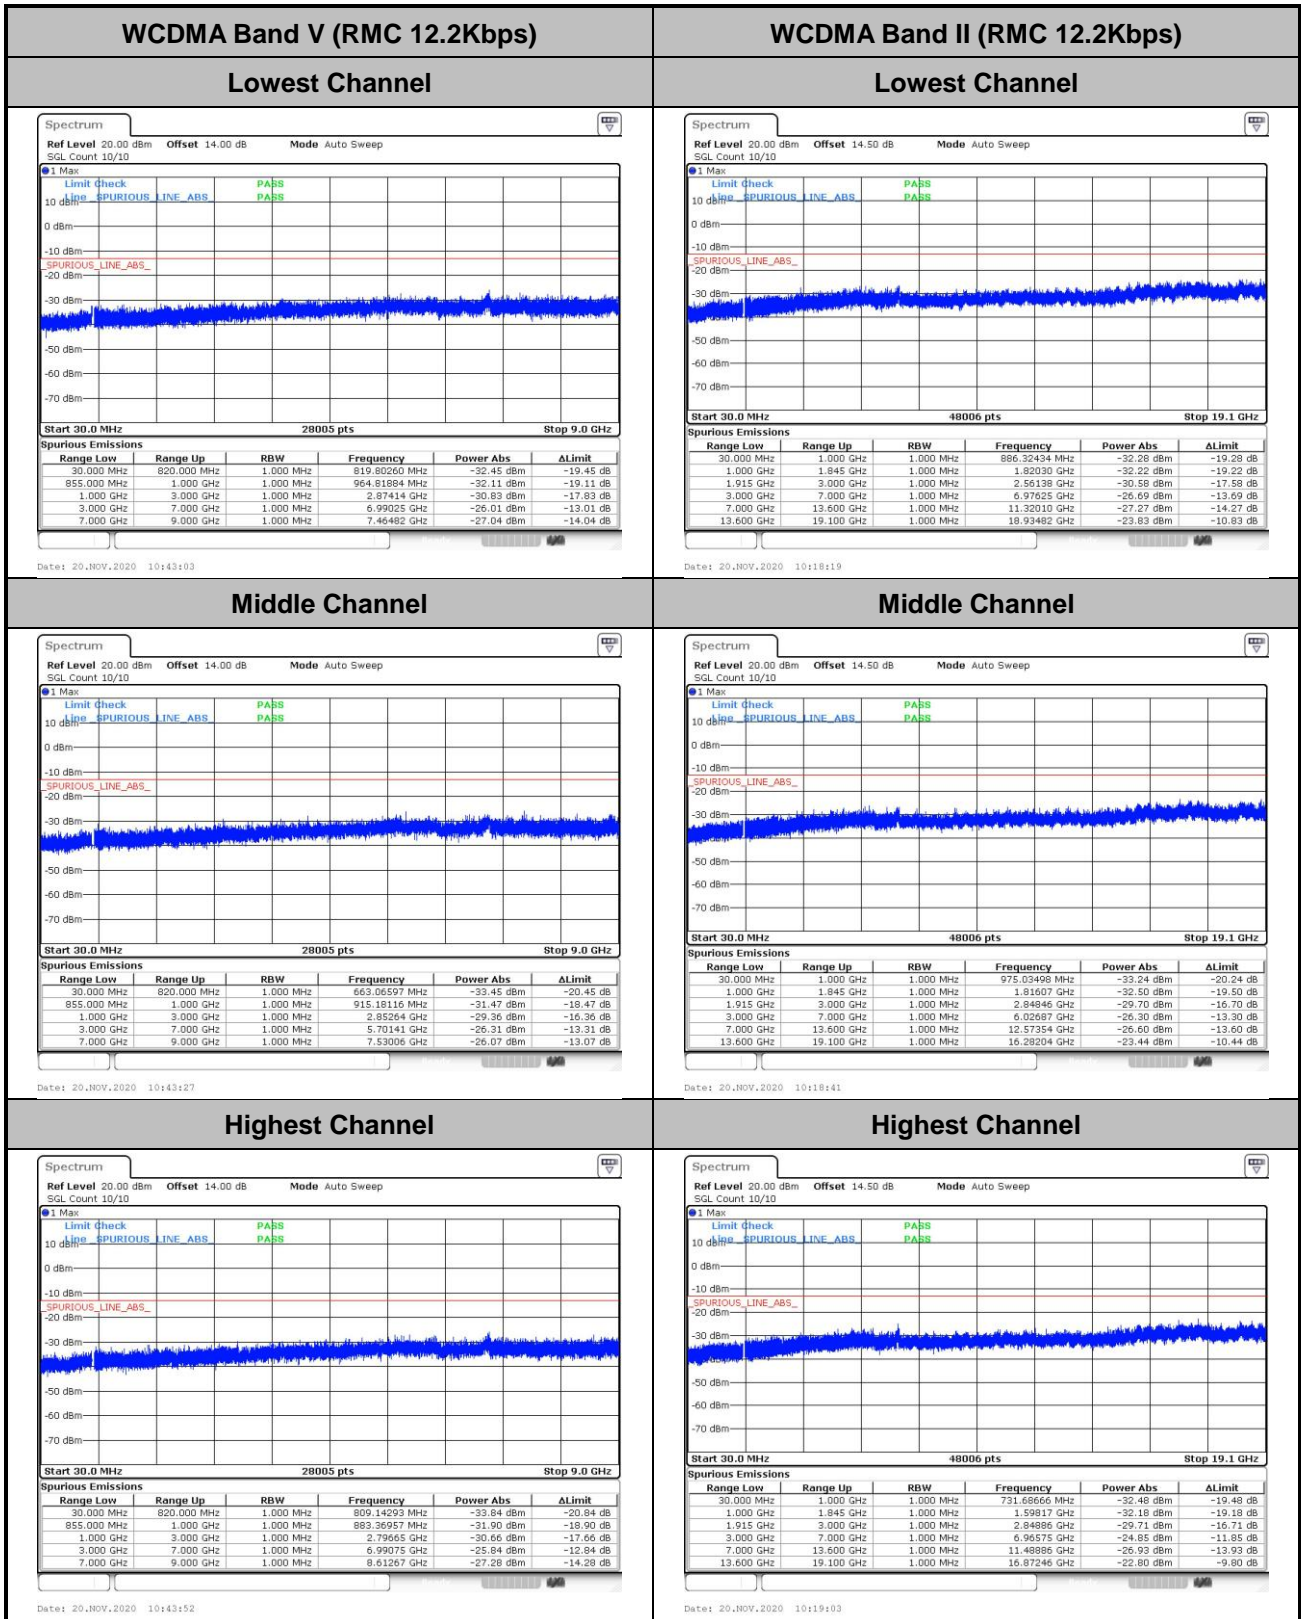 WCDMA Band V (RMC 12.2Kbps) WCDMA Band II (RMC 12.2Kbps)
Lowest Channel Lowest Channel
Spectrum
Ref Level 20.00 dBm Offset 14.00 dB Mode Auto Sweep
SGL Count 10/10
1 Max
Limit Check PASS
10 dBm Line _SPURIOUS_LINE_ABS_ PASS
0 dBm
-10 dBm
_SPURIOUS_LINE_ABS_
-20 dBm
-30 dBm
-50 dBm
-60 dBm
-70 dBm
Start 30.0 MHz 28005 pts Stop 9.0 GHz
Spurious Emissions
Range Low Range Up RBW Frequency Power Abs ΔLimit
30.000 MHz 820.000 MHz 1.000 MHz 819.80260 MHz -32.45 dBm -19.45 dB
855.000 MHz 1.000 GHz 1.000 MHz 964.81884 MHz -32.11 dBm -19.11 dB
1.000 GHz 3.000 GHz 1.000 MHz 2.87414 GHz -30.83 dBm -17.83 dB
3.000 GHz 7.000 GHz 1.000 MHz 6.99025 GHz -26.01 dBm -13.01 dB
7.000 GHz 9.000 GHz 1.000 MHz 7.46482 GHz -27.04 dBm -14.04 dB
Date: 20.NOV.2020 10:43:03
Spectrum
Ref Level 20.00 dBm Offset 14.50 dB Mode Auto Sweep
SGL Count 10/10
1 Max
Limit Check PASS
10 dBm Line _SPURIOUS_LINE_ABS_ PASS
0 dBm
-10 dBm
_SPURIOUS_LINE_ABS_
-20 dBm
-30 dBm
-50 dBm
-60 dBm
-70 dBm
Start 30.0 MHz 48006 pts Stop 19.1 GHz
Spurious Emissions
Range Low Range Up RBW Frequency Power Abs ΔLimit
30.000 MHz 1.000 GHz 1.000 MHz 886.32434 MHz -32.28 dBm -19.28 dB
1.000 GHz 1.845 GHz 1.000 MHz 1.82030 GHz -32.22 dBm -19.22 dB
1.915 GHz 3.000 GHz 1.000 MHz 2.56138 GHz -30.58 dBm -17.58 dB
3.000 GHz 7.000 GHz 1.000 MHz 6.97625 GHz -26.69 dBm -13.69 dB
7.000 GHz 13.600 GHz 1.000 MHz 11.32010 GHz -27.27 dBm -14.27 dB
13.600 GHz 19.100 GHz 1.000 MHz 18.93482 GHz -23.83 dBm -10.83 dB
Date: 20.NOV.2020 10:18:19
Middle Channel Middle Channel
Spectrum
Ref Level 20.00 dBm Offset 14.00 dB Mode Auto Sweep
SGL Count 10/10
1 Max
Limit Check PASS
10 dBm Line _SPURIOUS_LINE_ABS_ PASS
0 dBm
-10 dBm
_SPURIOUS_LINE_ABS_
-20 dBm
-30 dBm
-50 dBm
-60 dBm
-70 dBm
Start 30.0 MHz 28005 pts Stop 9.0 GHz
Spurious Emissions
Range Low Range Up RBW Frequency Power Abs ΔLimit
30.000 MHz 820.000 MHz 1.000 MHz 663.06597 MHz -33.45 dBm -20.45 dB
855.000 MHz 1.000 GHz 1.000 MHz 915.18116 MHz -31.47 dBm -18.47 dB
1.000 GHz 3.000 GHz 1.000 MHz 2.85264 GHz -29.36 dBm -16.36 dB
3.000 GHz 7.000 GHz 1.000 MHz 5.70141 GHz -26.31 dBm -13.31 dB
7.000 GHz 9.000 GHz 1.000 MHz 7.53006 GHz -26.07 dBm -13.07 dB
Date: 20.NOV.2020 10:43:27
Spectrum
Ref Level 20.00 dBm Offset 14.50 dB Mode Auto Sweep
SGL Count 10/10
1 Max
Limit Check PASS
10 dBm Line _SPURIOUS_LINE_ABS_ PASS
0 dBm
-10 dBm
_SPURIOUS_LINE_ABS_
-20 dBm
-30 dBm
-50 dBm
-60 dBm
-70 dBm
Start 30.0 MHz 48006 pts Stop 19.1 GHz
Spurious Emissions
Range Low Range Up RBW Frequency Power Abs ΔLimit
30.000 MHz 1.000 GHz 1.000 MHz 975.03498 MHz -33.24 dBm -20.24 dB
1.000 GHz 1.845 GHz 1.000 MHz 1.81607 GHz -32.50 dBm -19.50 dB
1.915 GHz 3.000 GHz 1.000 MHz 2.84846 GHz -29.70 dBm -16.70 dB
3.000 GHz 7.000 GHz 1.000 MHz 6.02687 GHz -26.30 dBm -13.30 dB
7.000 GHz 13.600 GHz 1.000 MHz 12.57354 GHz -26.60 dBm -13.60 dB
13.600 GHz 19.100 GHz 1.000 MHz 16.28204 GHz -23.44 dBm -10.44 dB
Date: 20.NOV.2020 10:18:41
Highest Channel Highest Channel
Spectrum
Ref Level 20.00 dBm Offset 14.00 dB Mode Auto Sweep
SGL Count 10/10
1 Max
Limit Check PASS
10 dBm Line _SPURIOUS_LINE_ABS_ PASS
0 dBm
-10 dBm
_SPURIOUS_LINE_ABS_
-20 dBm
-30 dBm
-50 dBm
-60 dBm
-70 dBm
Start 30.0 MHz 28005 pts Stop 9.0 GHz
Spurious Emissions
Range Low Range Up RBW Frequency Power Abs ΔLimit
30.000 MHz 820.000 MHz 1.000 MHz 809.14293 MHz -33.84 dBm -20.84 dB
855.000 MHz 1.000 GHz 1.000 MHz 883.36957 MHz -31.90 dBm -18.90 dB
1.000 GHz 3.000 GHz 1.000 MHz 2.79665 GHz -30.66 dBm -17.66 dB
3.000 GHz 7.000 GHz 1.000 MHz 6.99075 GHz -25.84 dBm -12.84 dB
7.000 GHz 9.000 GHz 1.000 MHz 8.61267 GHz -27.28 dBm -14.28 dB
Date: 20.NOV.2020 10:43:52
Spectrum
Ref Level 20.00 dBm Offset 14.50 dB Mode Auto Sweep
SGL Count 10/10
1 Max
Limit Check PASS
10 dBm Line _SPURIOUS_LINE_ABS_ PASS
0 dBm
-10 dBm
_SPURIOUS_LINE_ABS_
-20 dBm
-30 dBm
-50 dBm
-60 dBm
-70 dBm
Start 30.0 MHz 48006 pts Stop 19.1 GHz
Spurious Emissions
Range Low Range Up RBW Frequency Power Abs ΔLimit
30.000 MHz 1.000 GHz 1.000 MHz 731.68666 MHz -32.48 dBm -19.48 dB
1.000 GHz 1.845 GHz 1.000 MHz 1.59817 GHz -32.18 dBm -19.18 dB
1.915 GHz 3.000 GHz 1.000 MHz 2.84886 GHz -29.71 dBm -16.71 dB
3.000 GHz 7.000 GHz 1.000 MHz 6.96575 GHz -24.85 dBm -11.85 dB
7.000 GHz 13.600 GHz 1.000 MHz 11.48886 GHz -26.93 dBm -13.93 dB
13.600 GHz 19.100 GHz 1.000 MHz 16.87246 GHz -22.80 dBm -9.80 dB
Date: 20.NOV.2020 10:19:03